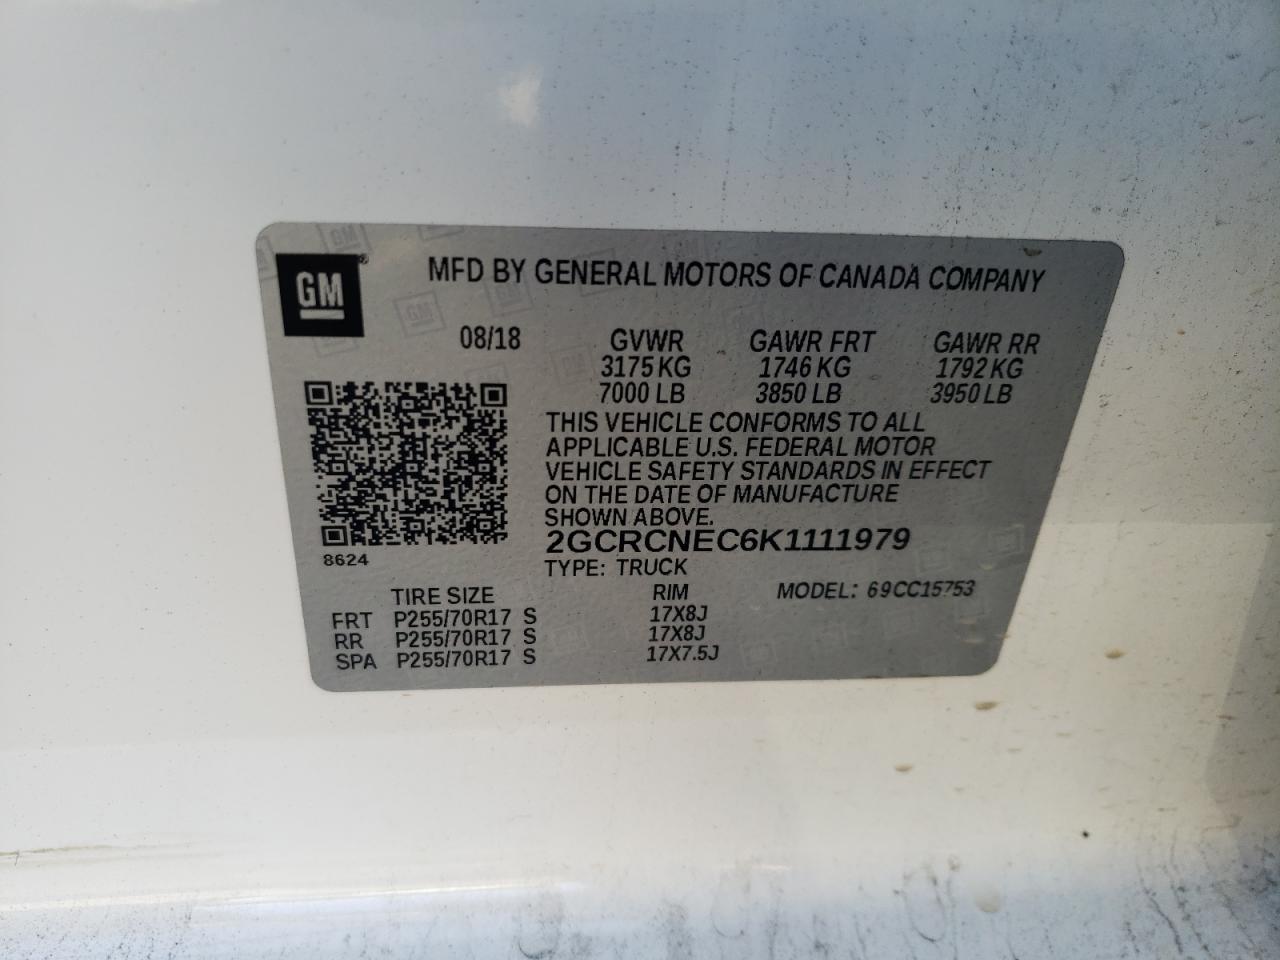 GM
MFD BY GENERAL MOTORS OF CANADA COMPANY
08/18 GVWR GAWR FRT GAWR RR
3175 KG 1746 KG 1792 KG
7000 LB 3850 LB 3950 LB
THIS VEHICLE CONFORMS TO ALL
APPLICABLE U.S. FEDERAL MOTOR
VEHICLE SAFETY STANDARDS IN EFFECT
ON THE DATE OF MANUFACTURE
SHOWN ABOVE.
2GCRCNEC6K1111979
8624
TYPE: TRUCK
TIRE SIZE RIM MODEL: 69CC15753
FRT P255/70R17 S 17X8J
RR P255/70R17 S 17X8J
SPA P255/70R17 S 17X7.5J